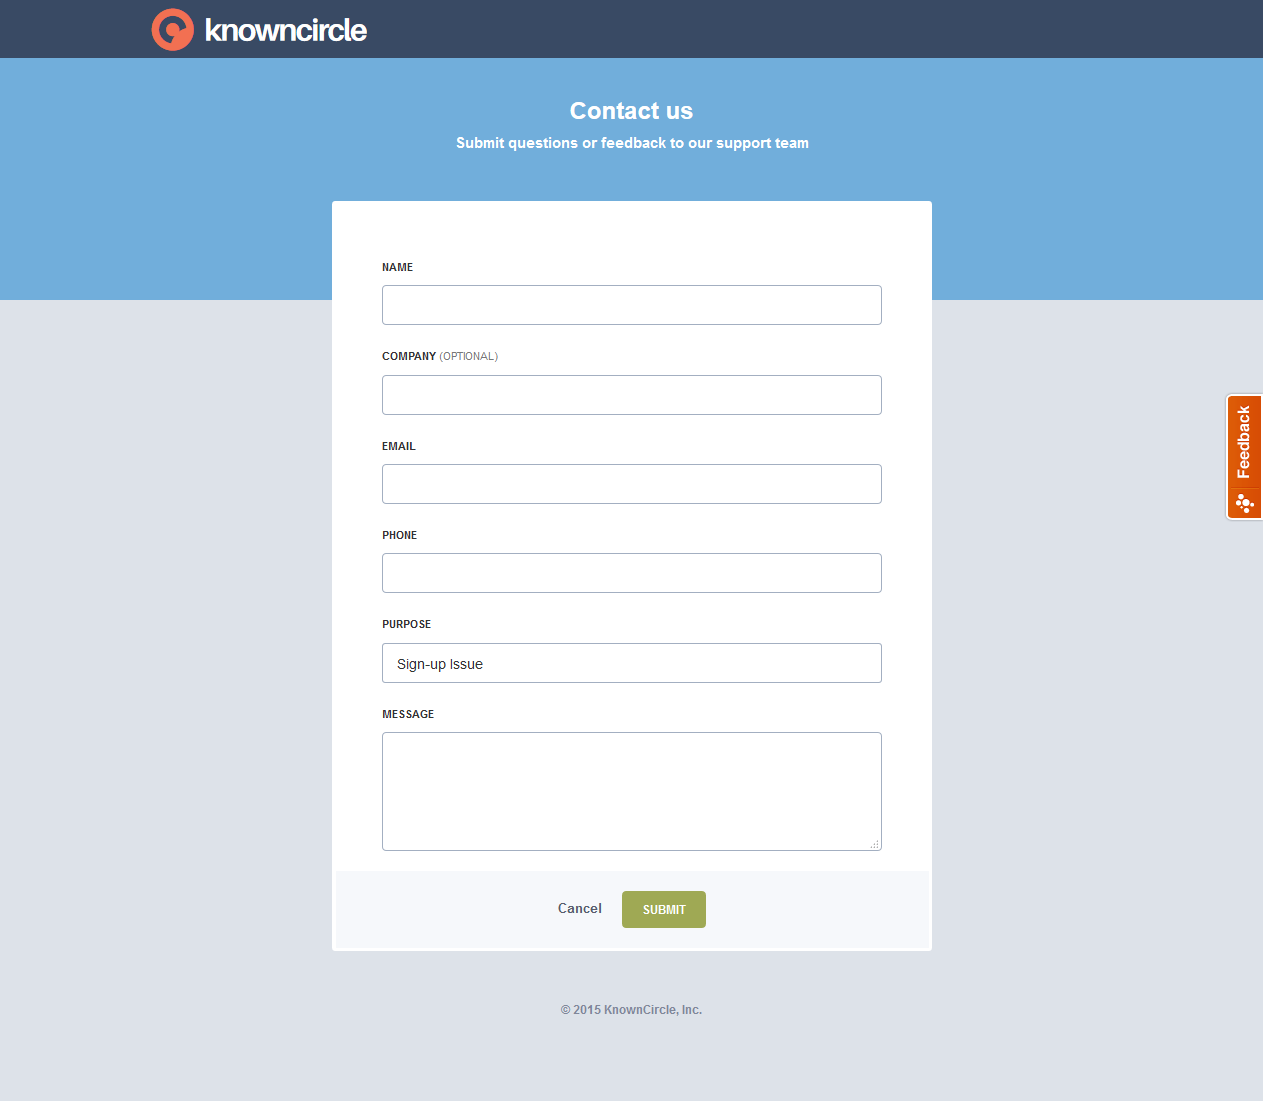 knowncircle
Contact us
Submit questions or feedback to our support team
NAME
COMPANY (OPTIONAL)
EMAIL
PHONE
PURPOSE
Sign-up Issue
MESSAGE
Cancel
SUBMIT
Feedback
© 2015 KnownCircle, Inc.